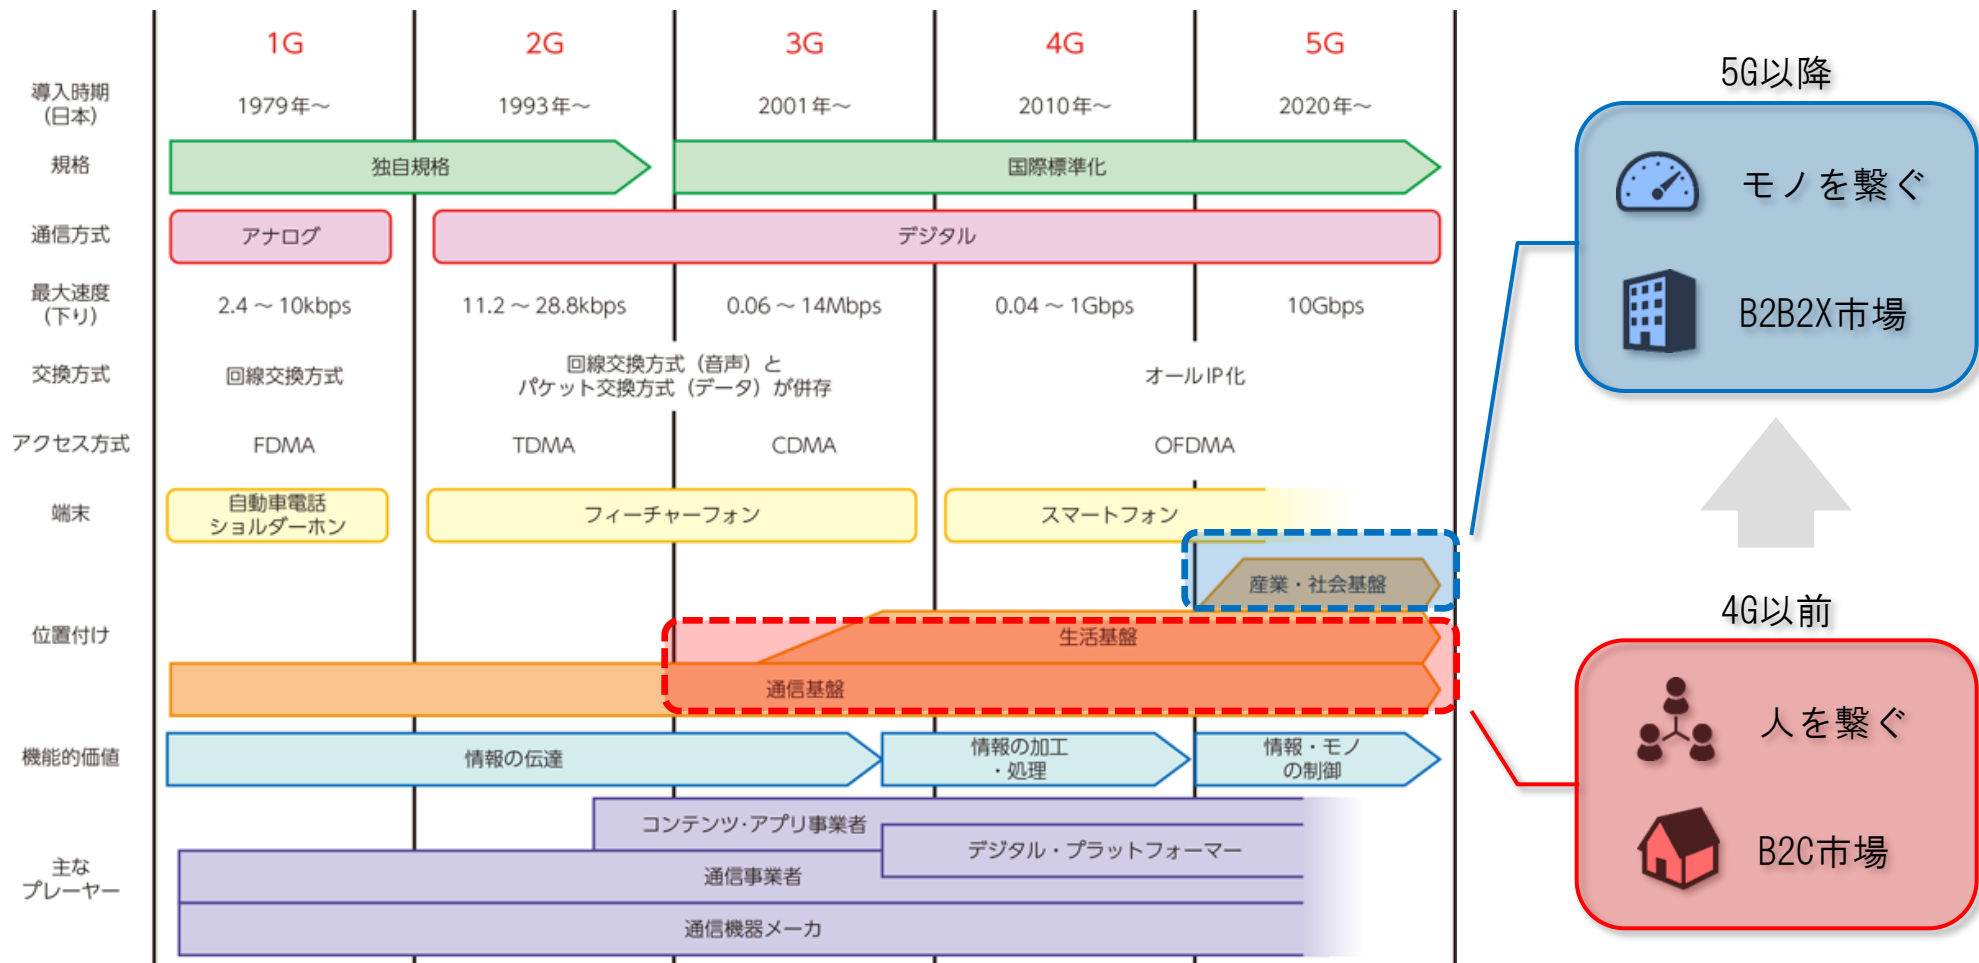 1G
2G
3G
4G
5G
導入時期
（日本）
1979年～
1993年～
2001年～
2010年～
2020年～
規格
独自規格
国際標準化
通信方式
アナログ
デジタル
最大速度
（下り）
2.4 ～ 10kbps
11.2 ～ 28.8kbps
0.06 ～ 14Mbps
0.04 ～ 1Gbps
10Gbps
交換方式
回線交換方式
回線交換方式（音声）と
パケット交換方式（データ）が併存
オールIP化
アクセス方式
FDMA
TDMA
CDMA
OFDMA
端末
自動車電話
ショルダーホン
フィーチャーフォン
スマートフォン
位置付け
産業・社会基盤
生活基盤
通信基盤
機能的価値
情報の伝達
情報の加工
・処理
情報・モノ
の制御
主な
プレーヤー
コンテンツ・アプリ事業者
デジタル・プラットフォーマー
通信事業者
通信機器メーカ
5G以降
モノを繋ぐ
B2B2X市場
4G以前
人を繋ぐ
B2C市場